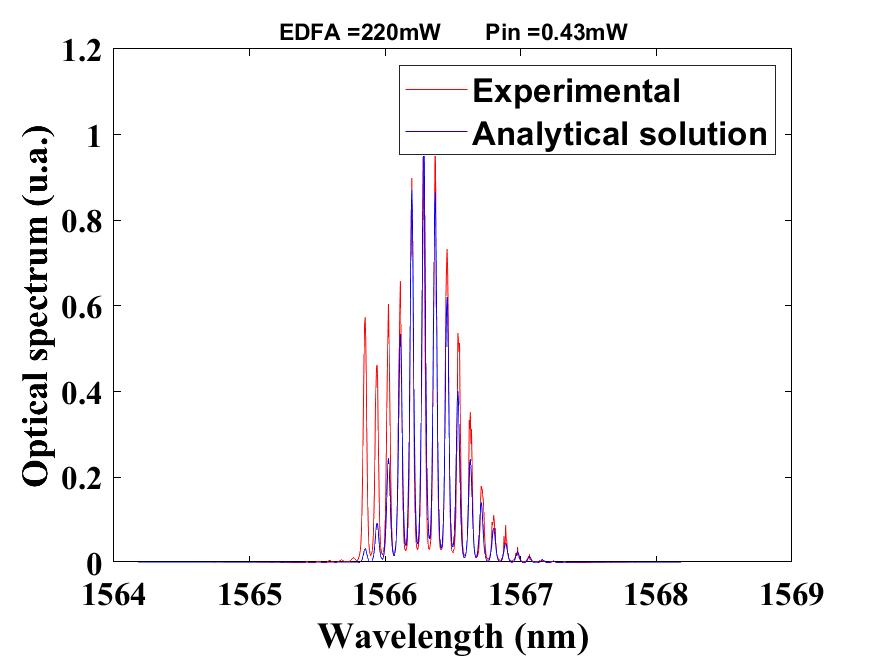 EDFA =220mW Pin =0.43mW
1.2
Experimental
Analytical solution
1
0.8
0.6
0.4
0.2
0
Optical spectrum (u.a.)
1564 1565 1566 1567 1568 1569
Wavelength (nm)